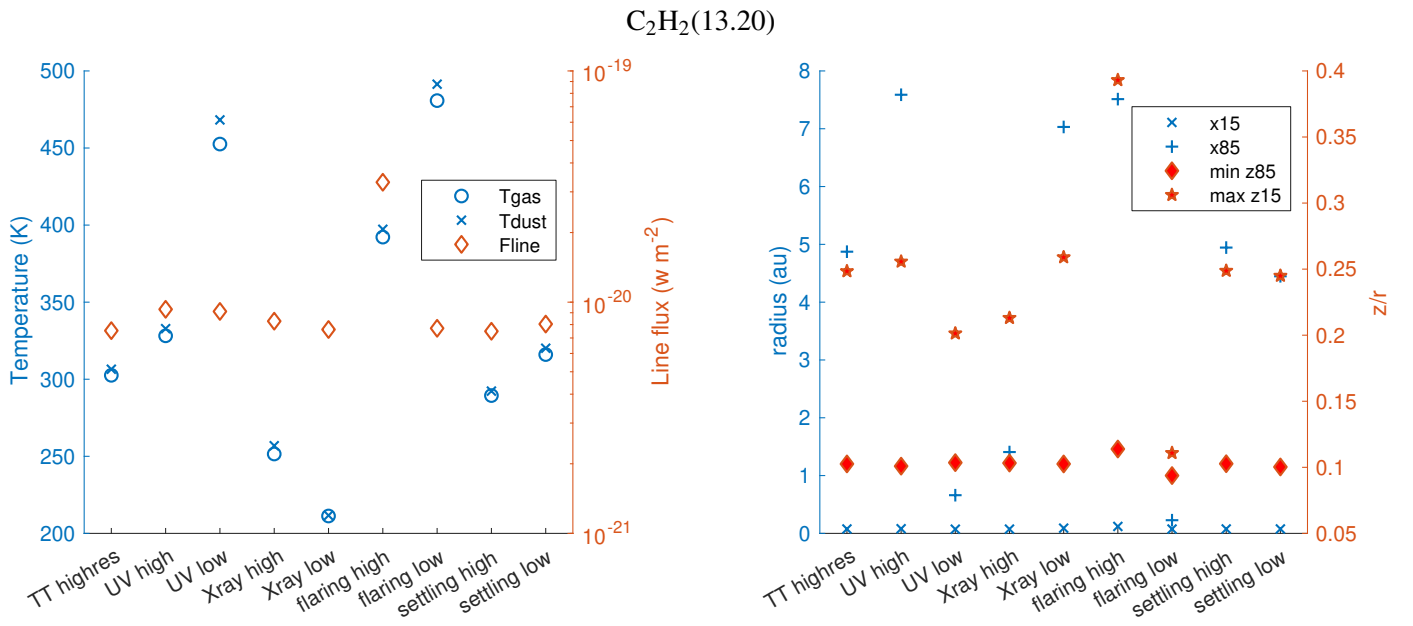 C₂H₂(13.20)
500
450
400
350
300
250
200
Temperature (K)
10⁻¹⁹
10⁻²⁰
10⁻²¹
Line flux (w m⁻²)
Tgas
Tdust
Fline
TT highres
UV high
UV low
Xray high
Xray low
flaring high
flaring low
settling high
settling low
8
7
6
5
4
3
2
1
0
radius (au)
0.4
0.35
0.3
0.25
0.2
0.15
0.1
0.05
z/r
x15
x85
min z85
max z15
TT highres
UV high
UV low
Xray high
Xray low
flaring high
flaring low
settling high
settling low